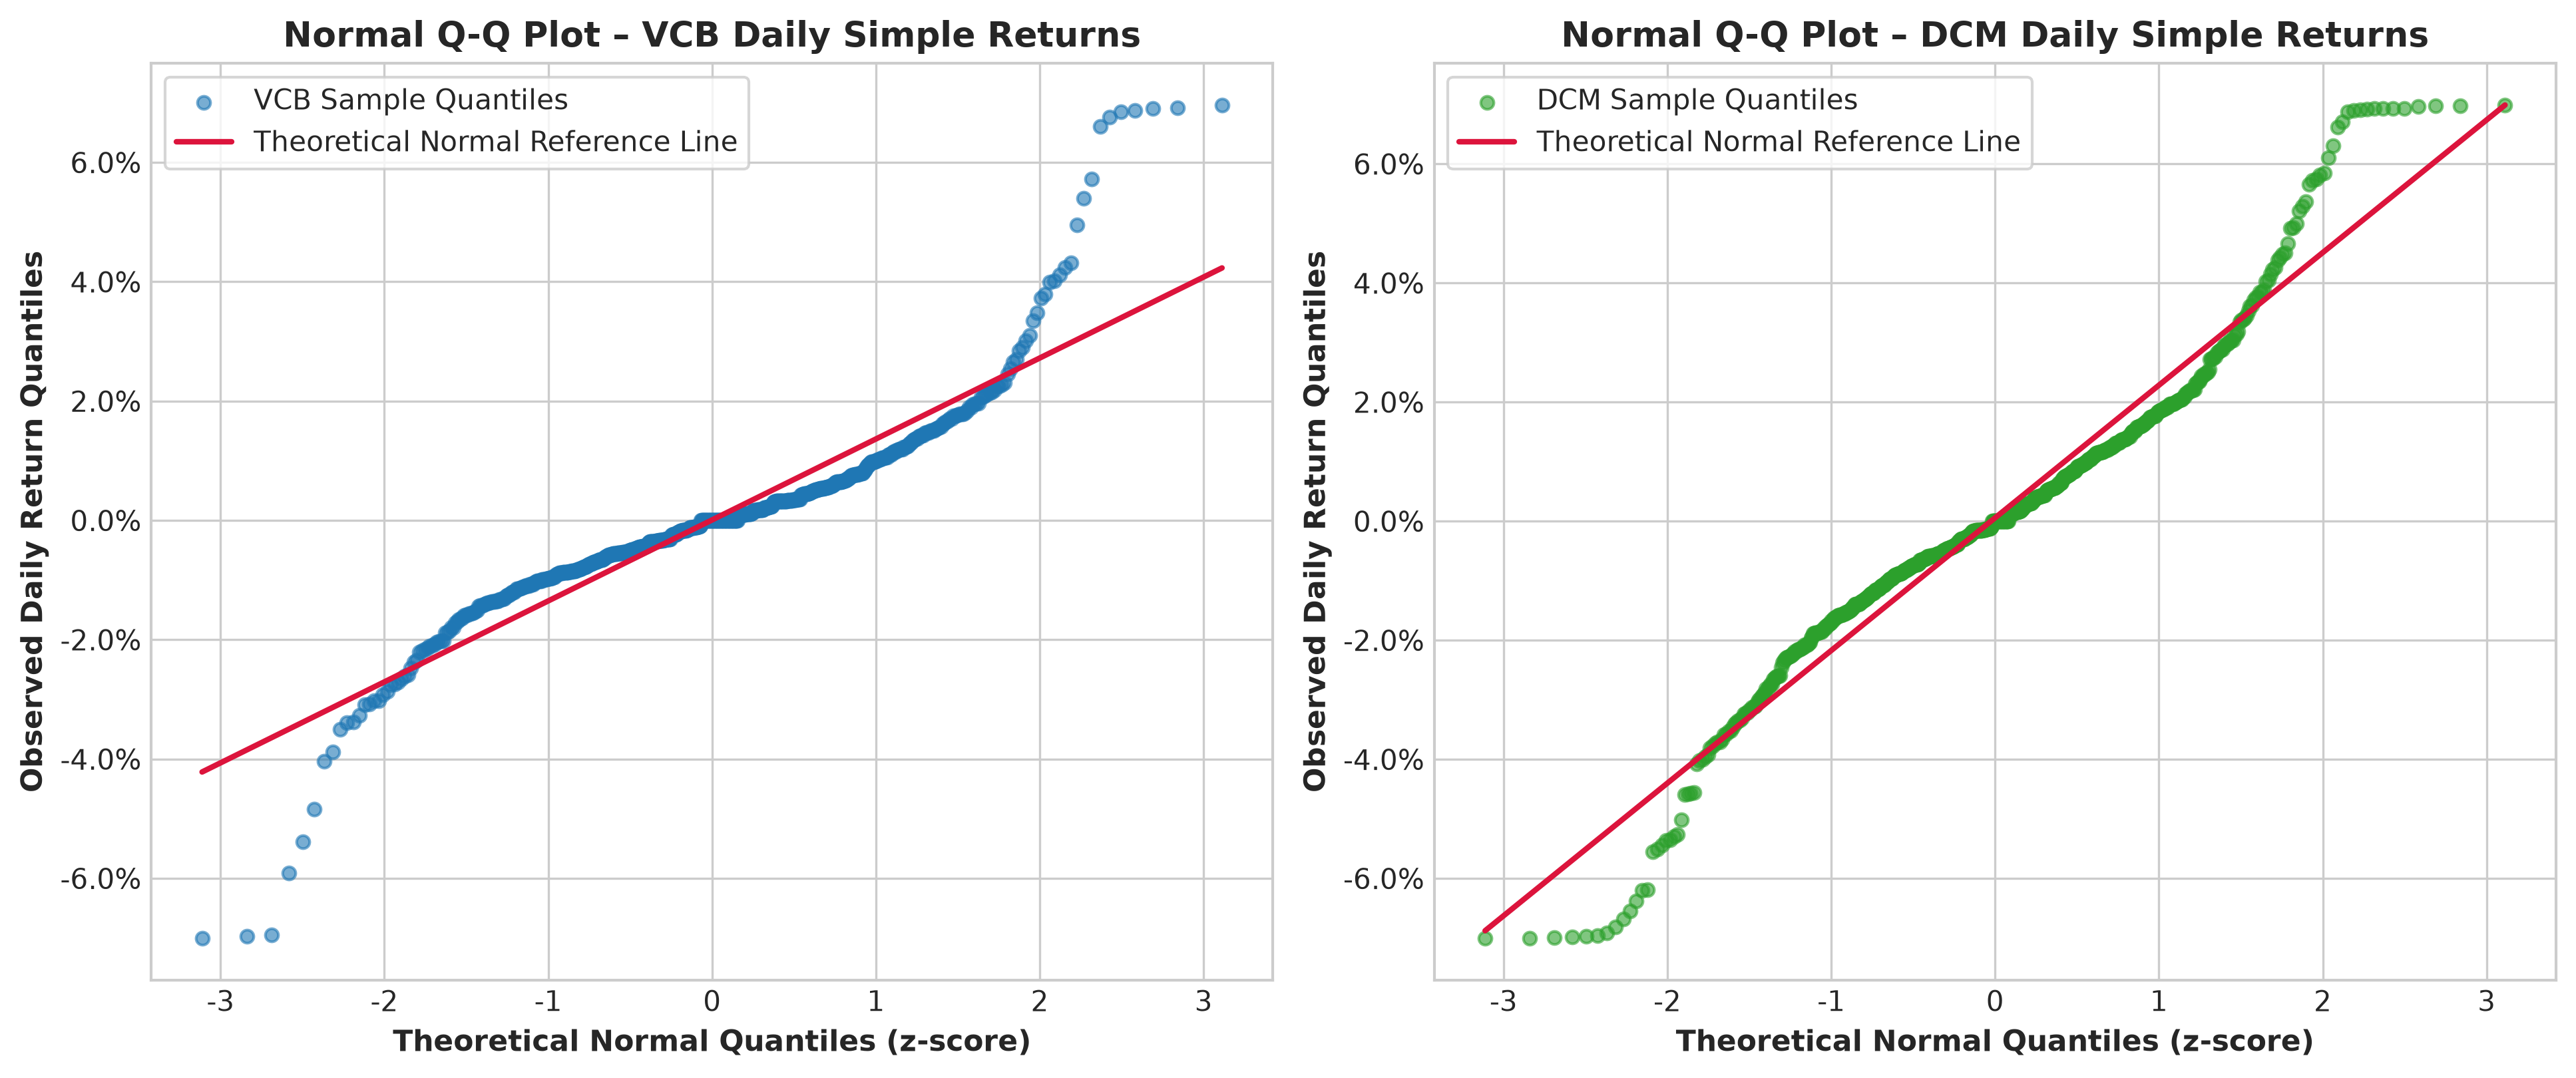 Normal Q-Q Plot – VCB Daily Simple Returns
VCB Sample Quantiles
Theoretical Normal Reference Line
Observed Daily Return Quantiles
6.0%
4.0%
2.0%
0.0%
-2.0%
-4.0%
-6.0%
-3 -2 -1 0 1 2 3
Theoretical Normal Quantiles (z-score)
Normal Q-Q Plot – DCM Daily Simple Returns
DCM Sample Quantiles
Theoretical Normal Reference Line
Observed Daily Return Quantiles
6.0%
4.0%
2.0%
0.0%
-2.0%
-4.0%
-6.0%
-3 -2 -1 0 1 2 3
Theoretical Normal Quantiles (z-score)